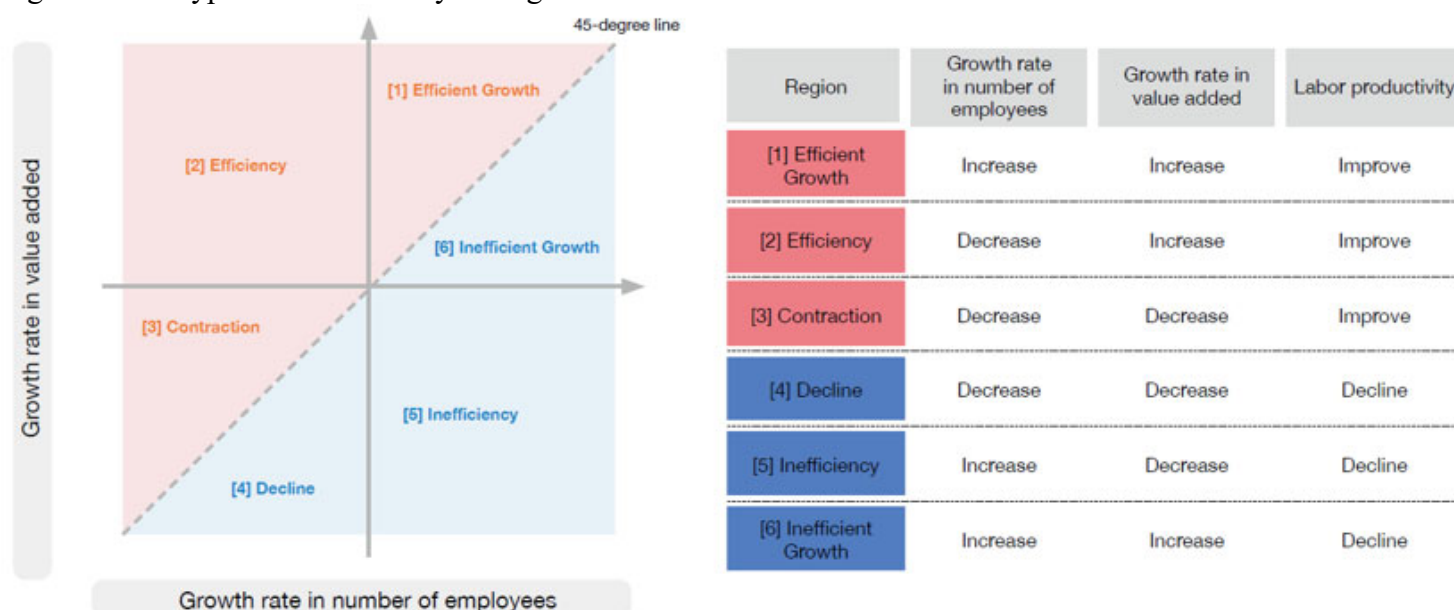 45-degree line
[1] Efficient Growth
[2] Efficiency
[6] Inefficient Growth
[3] Contraction
[5] Inefficiency
[4] Decline
Growth rate in value added
Growth rate in number of employees
Region
Growth rate
in number of
employees
Growth rate in
value added
Labor productivity
[1] Efficient
Growth
Increase
Increase
Improve
[2] Efficiency
Decrease
Increase
Improve
[3] Contraction
Decrease
Decrease
Improve
[4] Decline
Decrease
Decrease
Decline
[5] Inefficiency
Increase
Decrease
Decline
[6] Inefficient
Growth
Increase
Increase
Decline